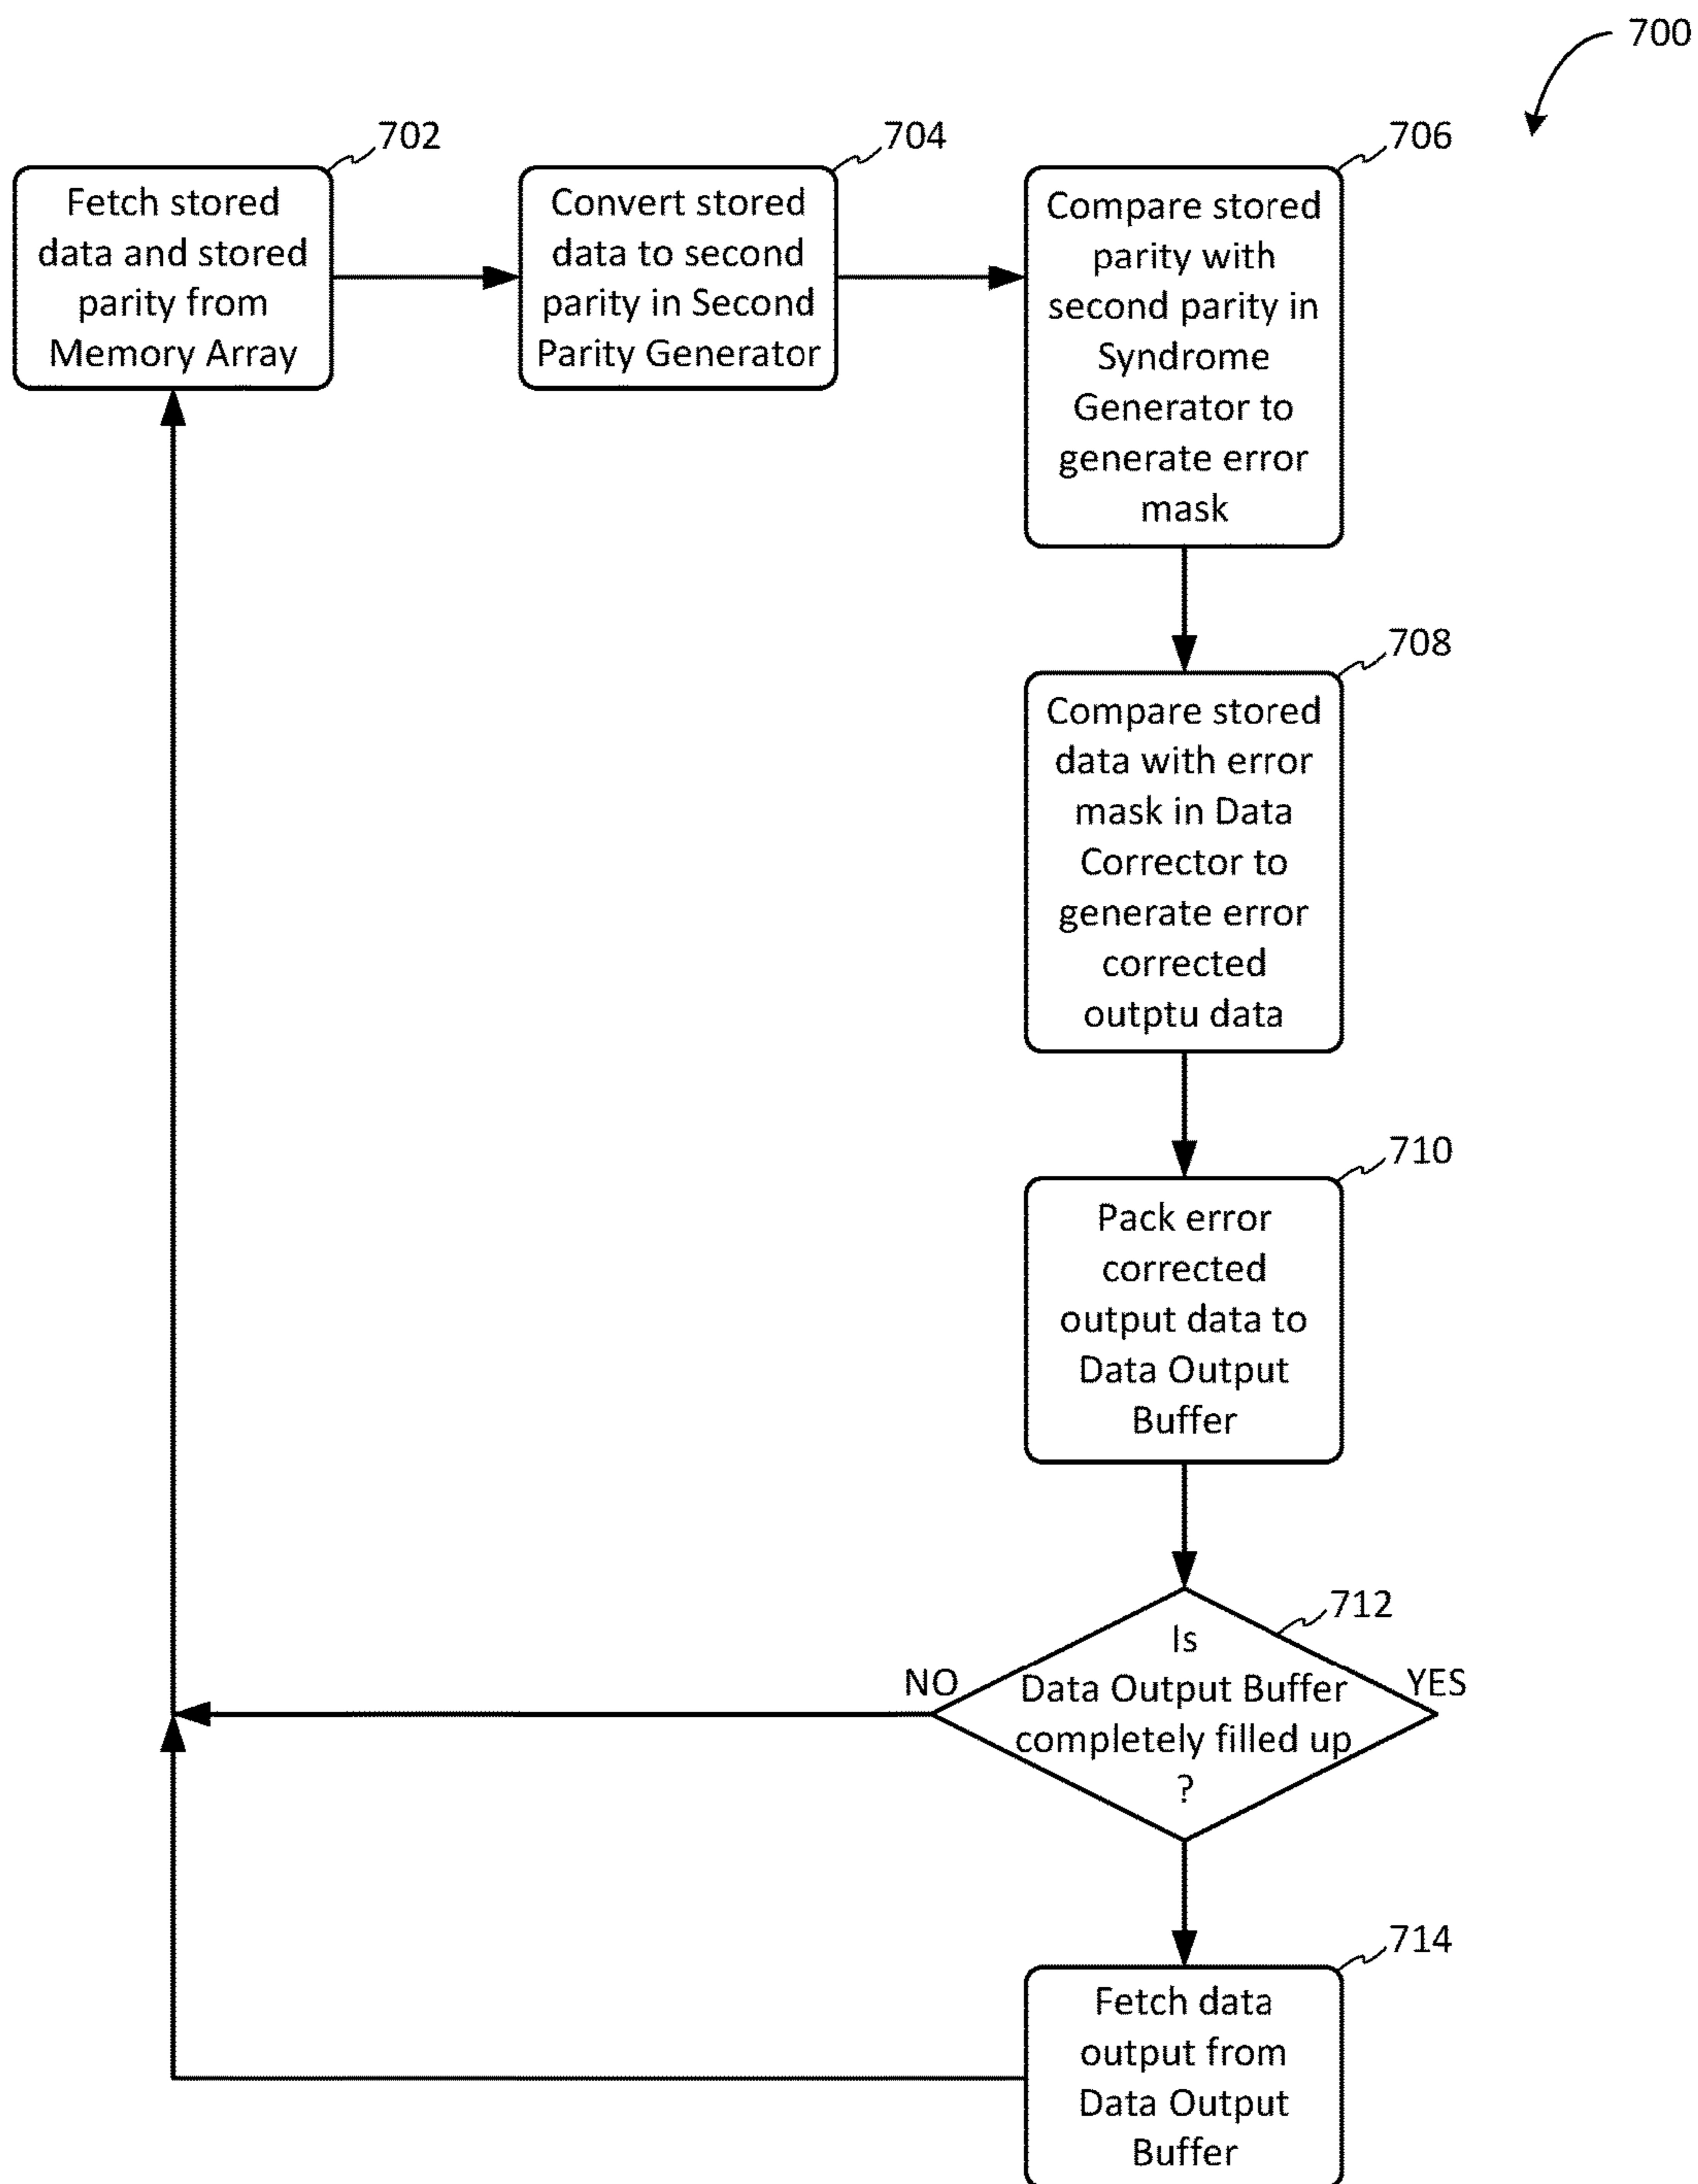 700
702
Fetch stored
data and stored
parity from
Memory Array
704
Convert stored
data to second
parity in Second
Parity Generator
706
Compare stored
parity with
second parity in
Syndrome
Generator to
generate error
mask
708
Compare stored
data with error
mask in Data
Corrector to
generate error
corrected
outptu data
710
Pack error
corrected
output data to
Data Output
Buffer
712
Is
Data Output Buffer
completely filled up
?
NO
YES
714
Fetch data
output from
Data Output
Buffer